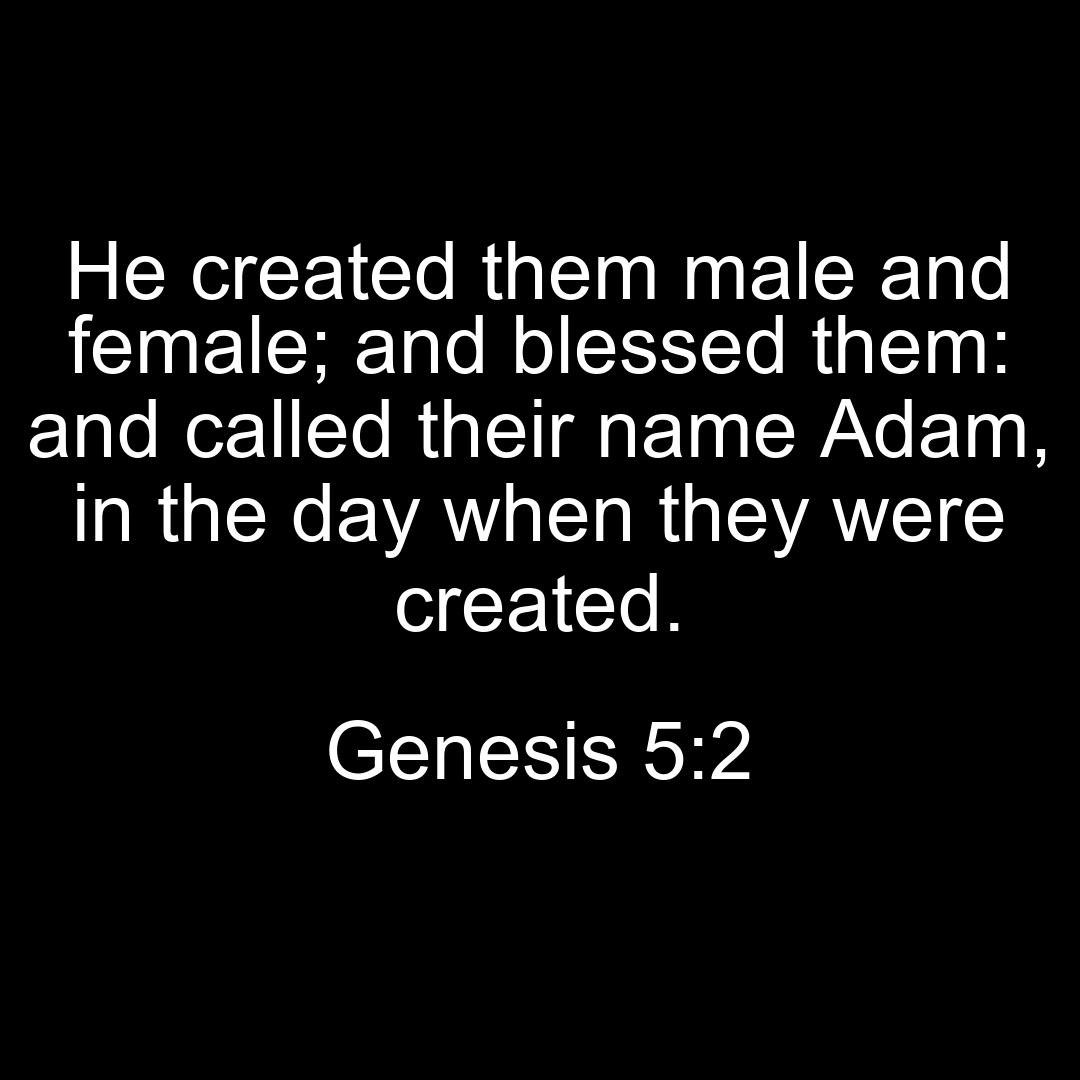 He created them male and
female; and blessed them:
and called their name Adam,
in the day when they were
created.
Genesis 5:2